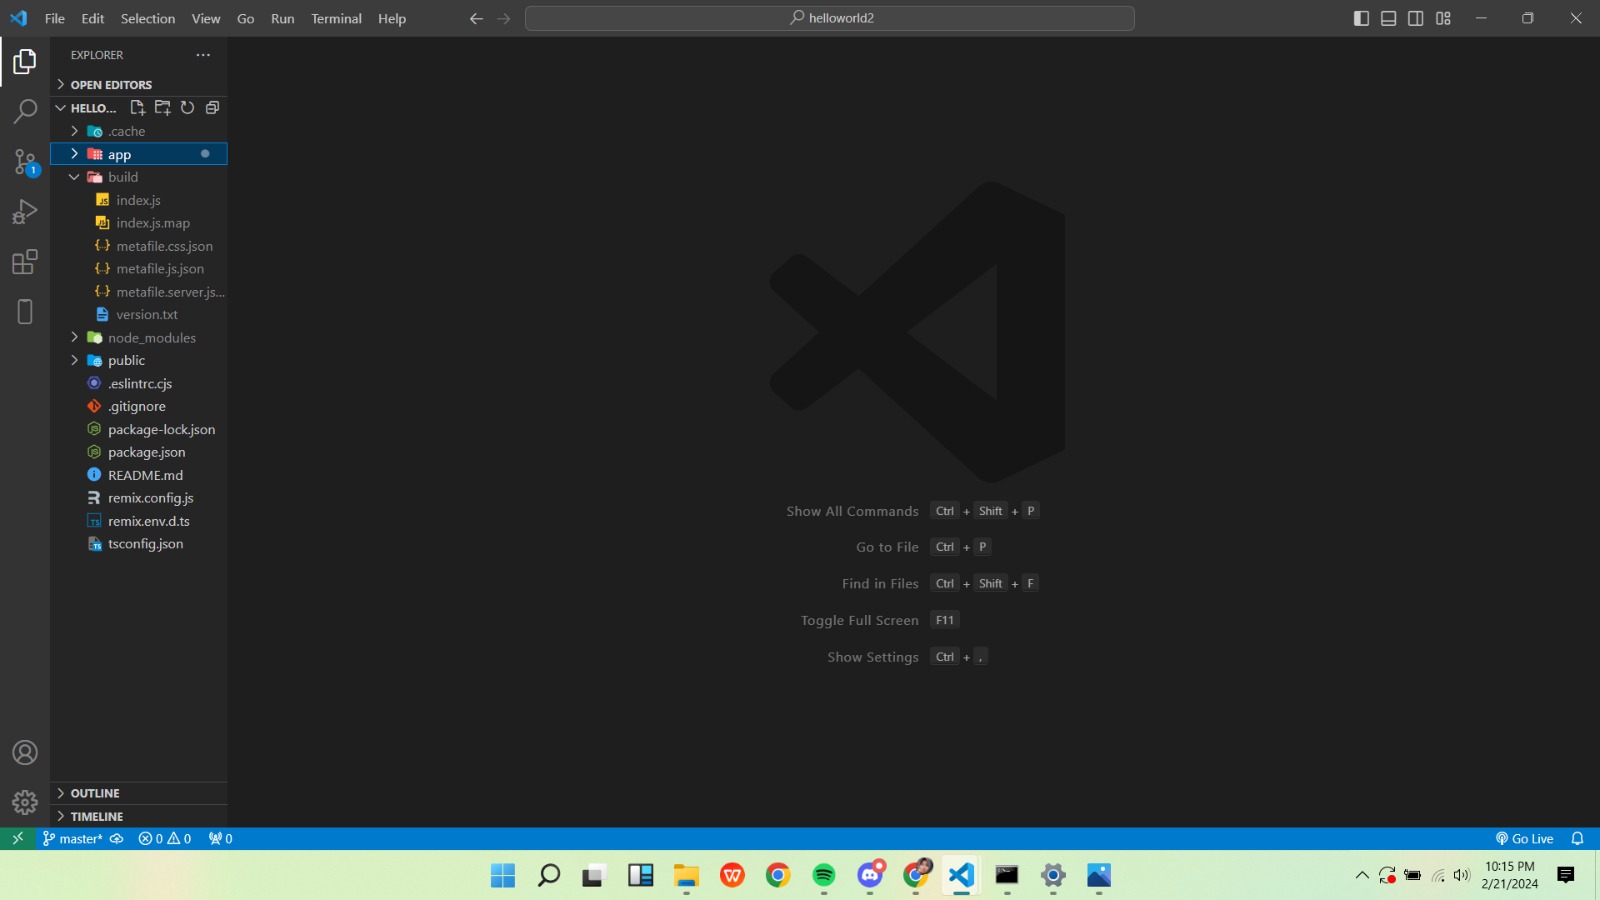 File Edit Selection View Go Run Terminal Help
helloworld2
EXPLORER
OPEN EDITORS
HELLO...
.cache
app
build
index.js
index.js.map
metafile.css.json
metafile.js.json
metafile.server.js...
version.txt
node_modules
public
.eslintrc.cjs
.gitignore
package-lock.json
package.json
README.md
remix.config.js
remix.env.d.ts
tsconfig.json
OUTLINE
TIMELINE
1
Show All Commands Ctrl + Shift + P
Go to File Ctrl + P
Find in Files Ctrl + Shift + F
Toggle Full Screen F11
Show Settings Ctrl + ,
master* 0 0 0 Go Live
10:15 PM
2/21/2024